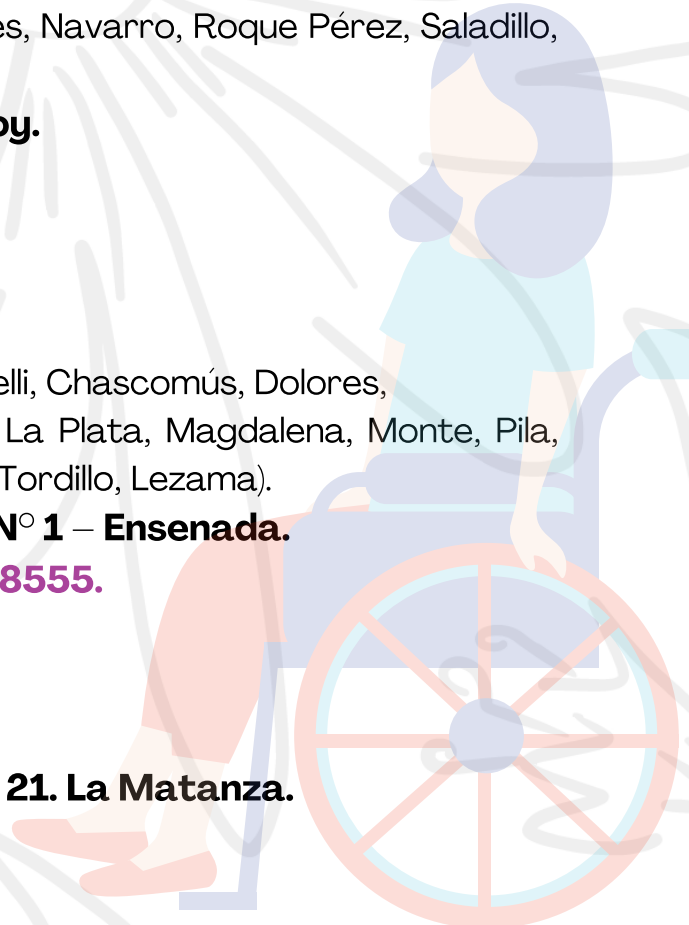 es, Navarro, Roque Pérez, Saladillo,
oy.
elli, Chascomús, Dolores,
La Plata, Magdalena, Monte, Pila,
Tordillo, Lezama).
N° 1 – Ensenada.
8555.
21. La Matanza.